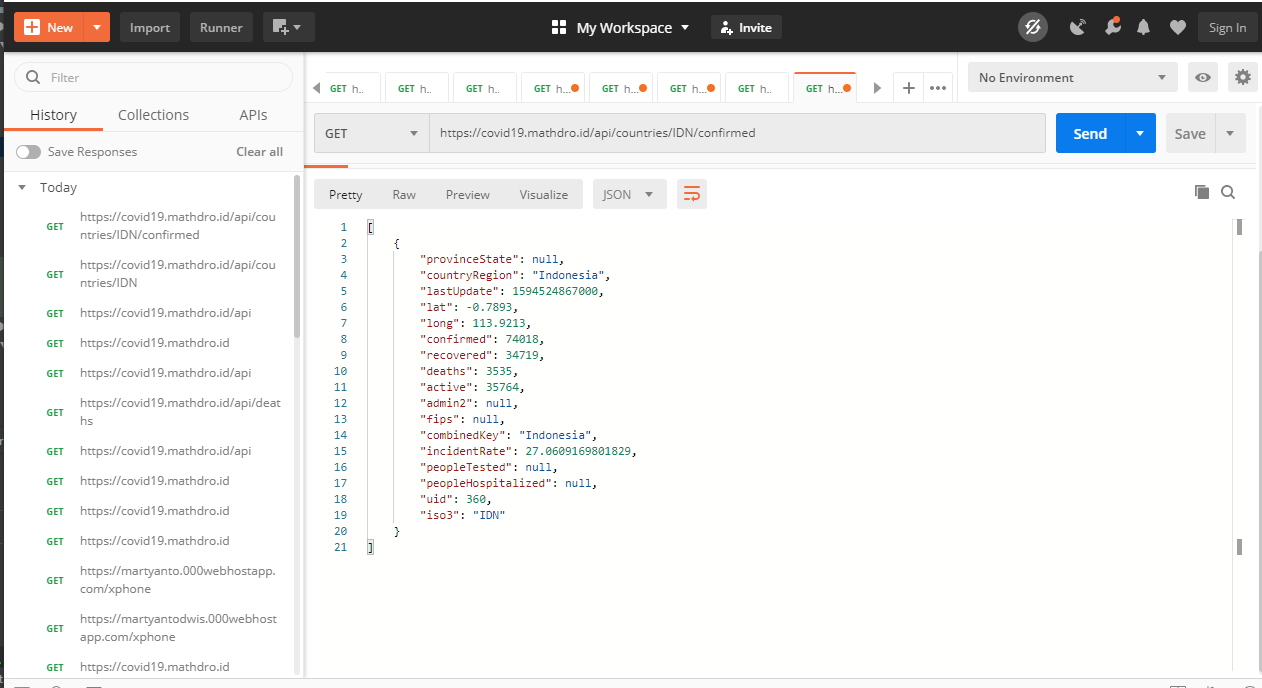 New
Import
Runner
My Workspace
Invite
Sign In
Filter
History
Collections
APIs
Save Responses
Clear all
Today
GET https://covid19.mathdro.id/api/cou
ntries/IDN/confirmed
GET https://covid19.mathdro.id/api/cou
ntries/IDN
GET https://covid19.mathdro.id/api
GET https://covid19.mathdro.id
GET https://covid19.mathdro.id/api
GET https://covid19.mathdro.id/api/deat
hs
GET https://covid19.mathdro.id/api
GET https://covid19.mathdro.id
GET https://covid19.mathdro.id
GET https://covid19.mathdro.id
GET https://martyanto.000webhostapp.
com/xphone
GET https://martyantodwis.000webhost
app.com/xphone
GET https://covid19.mathdro.id
GET h..
GET h..
GET h..
GET h...
GET h...
GET h...
GET h..
GET h...
No Environment
GET
https://covid19.mathdro.id/api/countries/IDN/confirmed
Send
Save
Pretty
Raw
Preview
Visualize
JSON
1 [
2 {
3 "provinceState": null,
4 "countryRegion": "Indonesia",
5 "lastUpdate": 1594524867000,
6 "lat": -0.7893,
7 "long": 113.9213,
8 "confirmed": 74018,
9 "recovered": 34719,
10 "deaths": 3535,
11 "active": 35764,
12 "admin2": null,
13 "fips": null,
14 "combinedKey": "Indonesia",
15 "incidentRate": 27.0609169801829,
16 "peopleTested": null,
17 "peopleHospitalized": null,
18 "uid": 360,
19 "iso3": "IDN"
20 }
21 ]